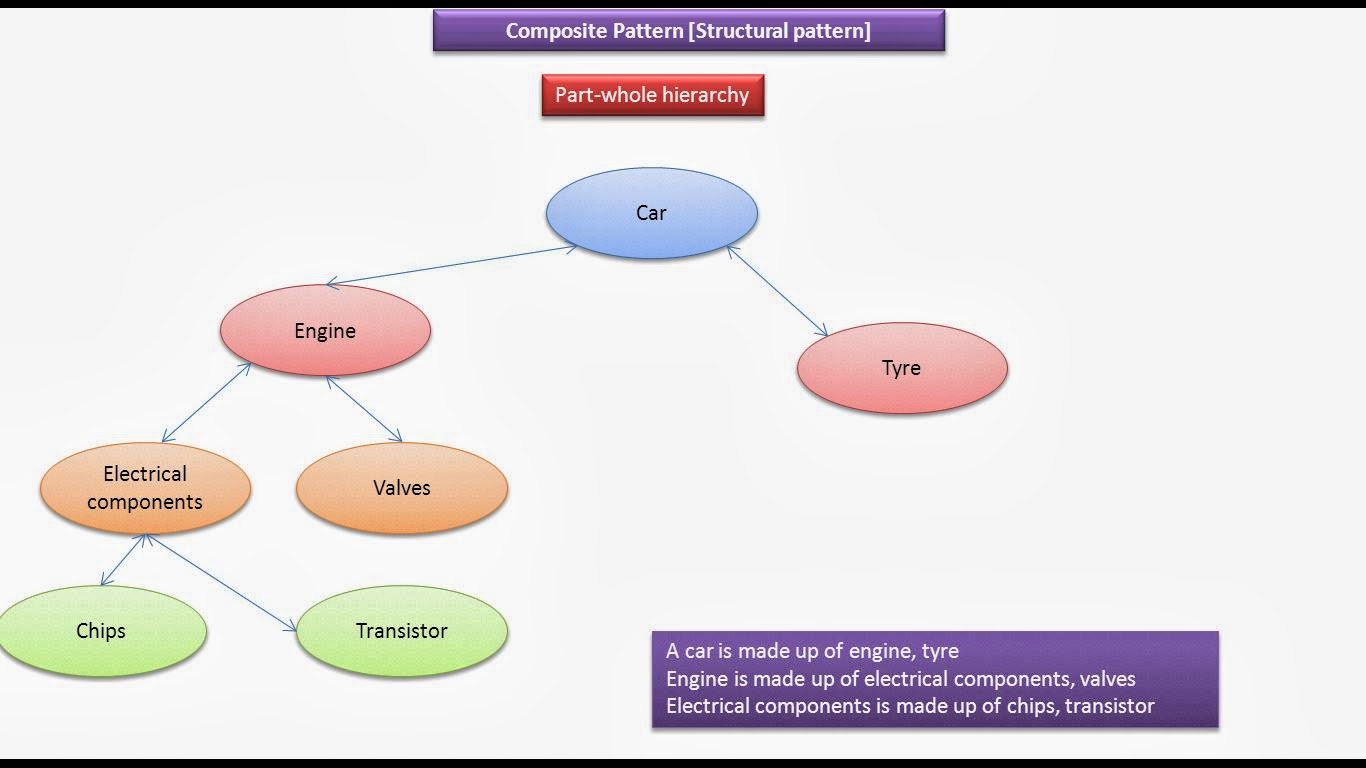 Composite Pattern [Structural pattern]
Part-whole hierarchy
Car
Engine
Tyre
Electrical
components
Valves
Chips
Transistor
A car is made up of engine, tyre
Engine is made up of electrical components, valves
Electrical components is made up of chips, transistor